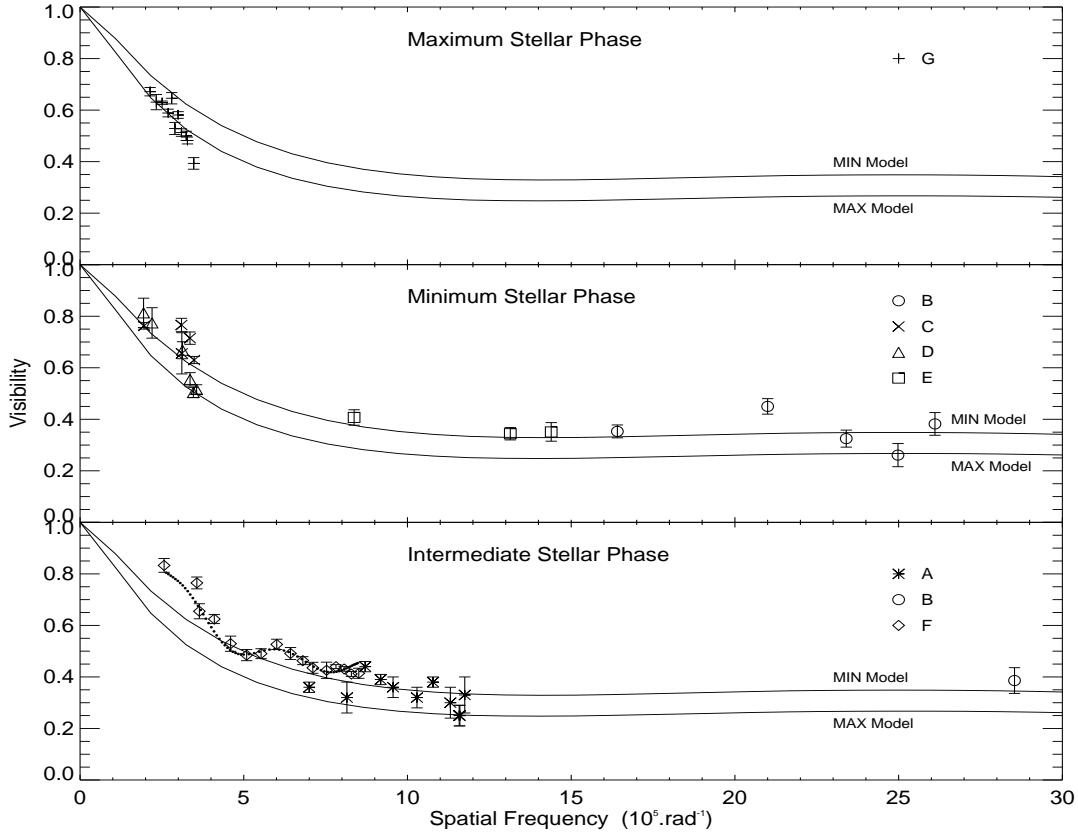 1.0
Maximum Stellar Phase
G
0.8
0.6
0.4
MIN Model
0.2
MAX Model
0.0
1.0
Minimum Stellar Phase
B
0.8
C
D
0.6
E
0.4
MIN Model
0.2
MAX Model
0.0
Visibility
1.0
Intermediate Stellar Phase
A
0.8
B
F
0.6
0.4
MIN Model
0.2
MAX Model
0.0
0 5 10 15 20 25 30
Spatial Frequency (10⁵.rad⁻¹)